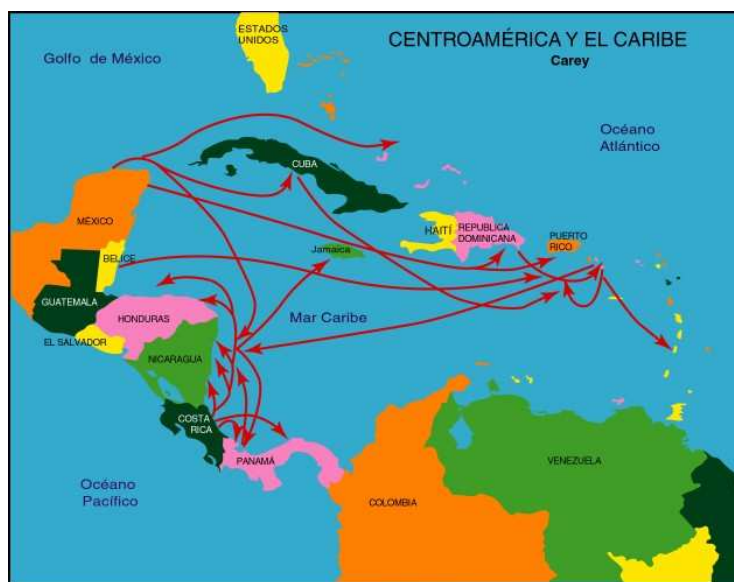 ESTADOS
UNIDOS
CENTROAMÉRICA Y EL CARIBE
Carey
Golfo de México
Océano
Atlántico
CUBA
MÉXICO
HAITÍ
REPUBLICA
DOMINICANA
PUERTO
RICO
Jamaica
BELICE
GUATEMALA
HONDURAS
Mar Caribe
EL SALVADOR
NICARAGUA
COSTA
RICA
PANAMÁ
VENEZUELA
Océano
Pacífico
COLOMBIA